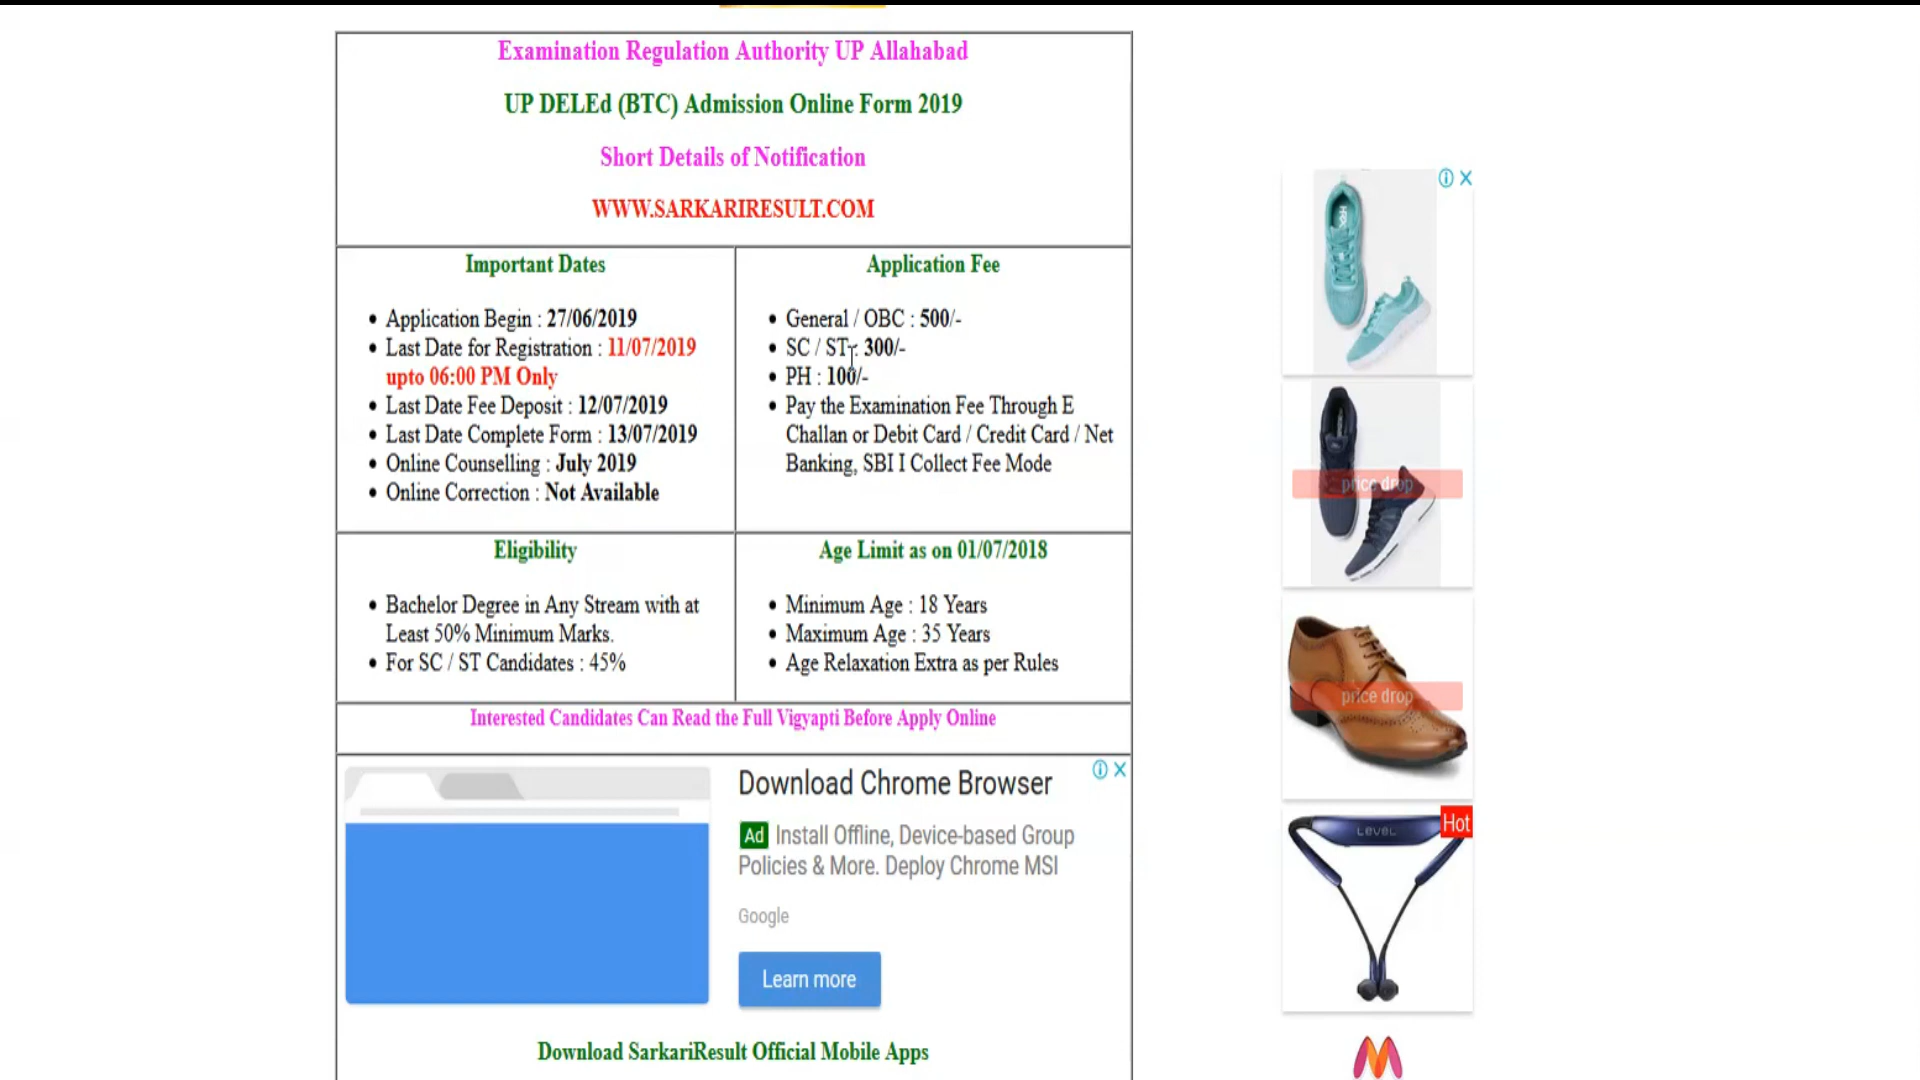 Examination Regulation Authority UP Allahabad
UP DELEd (BTC) Admission Online Form 2019
Short Details of Notification
WWW.SARKARIRESULT.COM
Important Dates
Application Begin : 27/06/2019
Last Date for Registration : 11/07/2019
upto 06:00 PM Only
Last Date Fee Deposit : 12/07/2019
Last Date Complete Form : 13/07/2019
Online Counselling : July 2019
Online Correction : Not Available
Application Fee
General / OBC : 500/-
SC / ST : 300/-
PH : 100/-
Pay the Examination Fee Through E
Challan or Debit Card / Credit Card / Net
Banking, SBI I Collect Fee Mode
Eligibility
Bachelor Degree in Any Stream with at
Least 50% Minimum Marks.
For SC / ST Candidates : 45%
Age Limit as on 01/07/2018
Minimum Age : 18 Years
Maximum Age : 35 Years
Age Relaxation Extra as per Rules
Interested Candidates Can Read the Full Vigyapti Before Apply Online
Download Chrome Browser
Ad Install Offline, Device-based Group
Policies & More. Deploy Chrome MSI
Google
Learn more
Download SarkariResult Official Mobile Apps
price drop
price drop
Hot
LEVEL